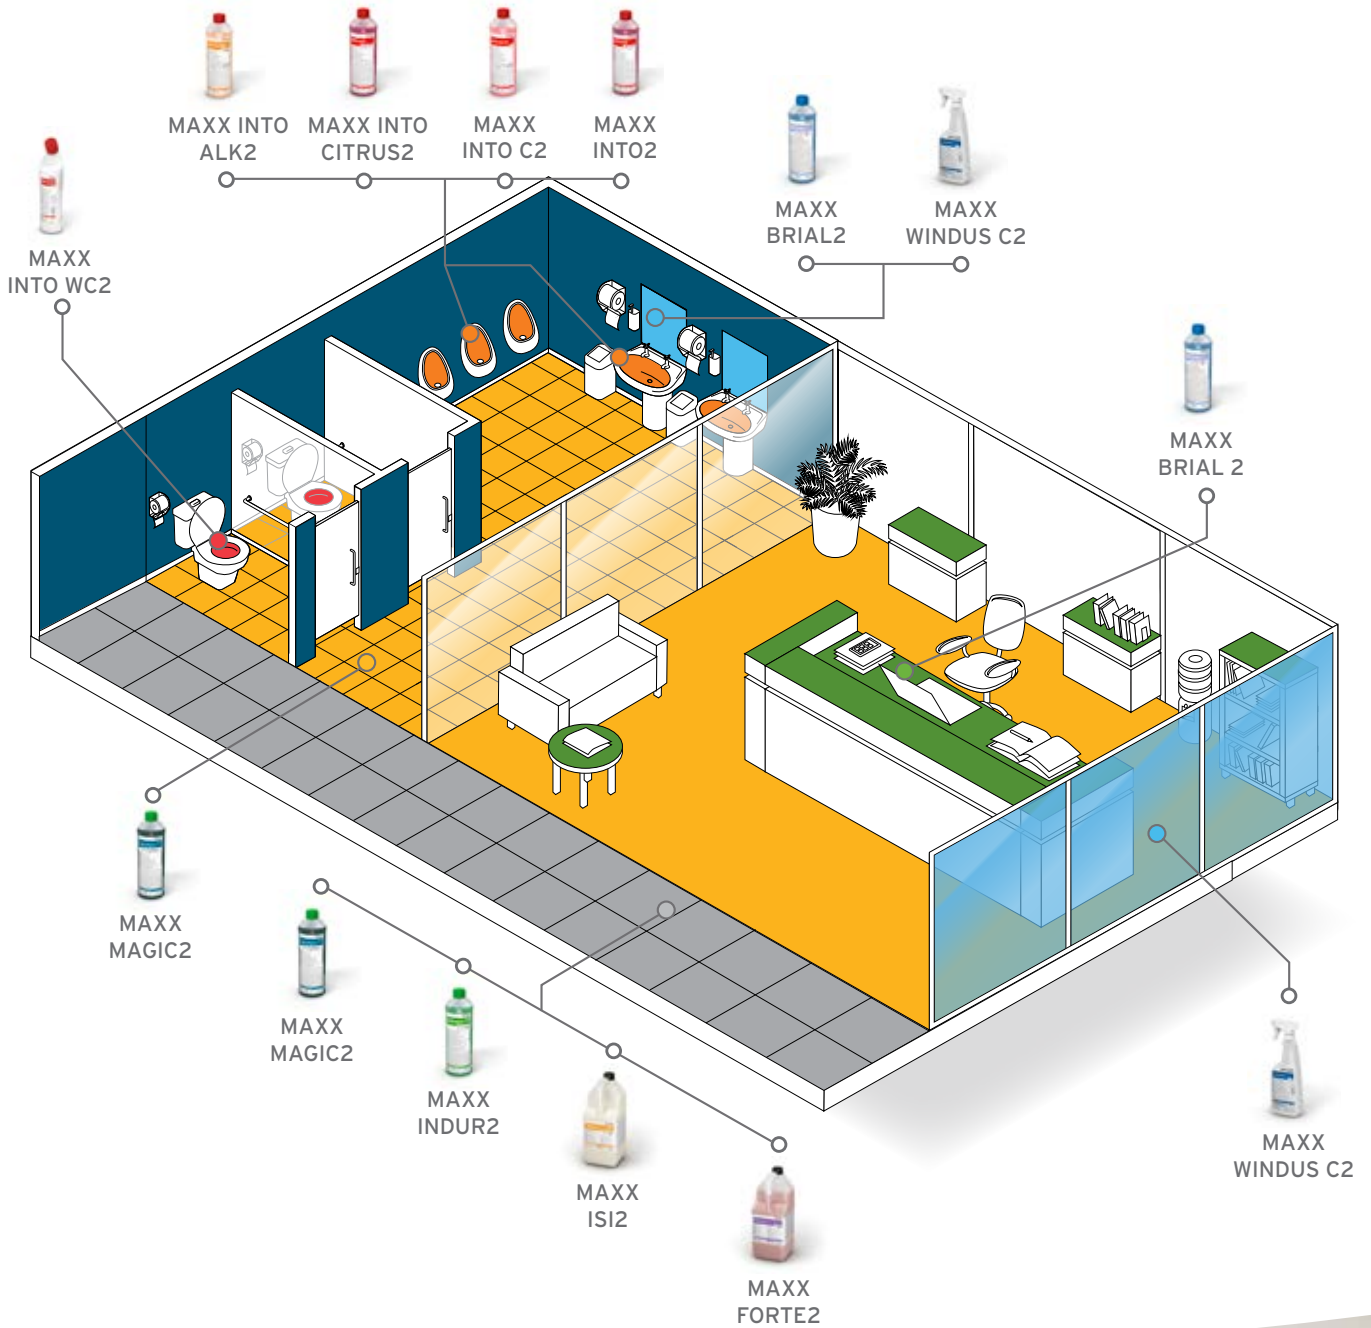 MAXX INTO
ALK2
MAXX INTO
CITRUS2
MAXX
INTO C2
MAXX
INTO2
MAXX
BRIAL2
MAXX
WINDUS C2
MAXX
INTO WC2
MAXX
BRIAL 2
MAXX
MAGIC2
MAXX
MAGIC2
MAXX
INDUR2
MAXX
ISI2
MAXX
FORTE2
MAXX
WINDUS C2